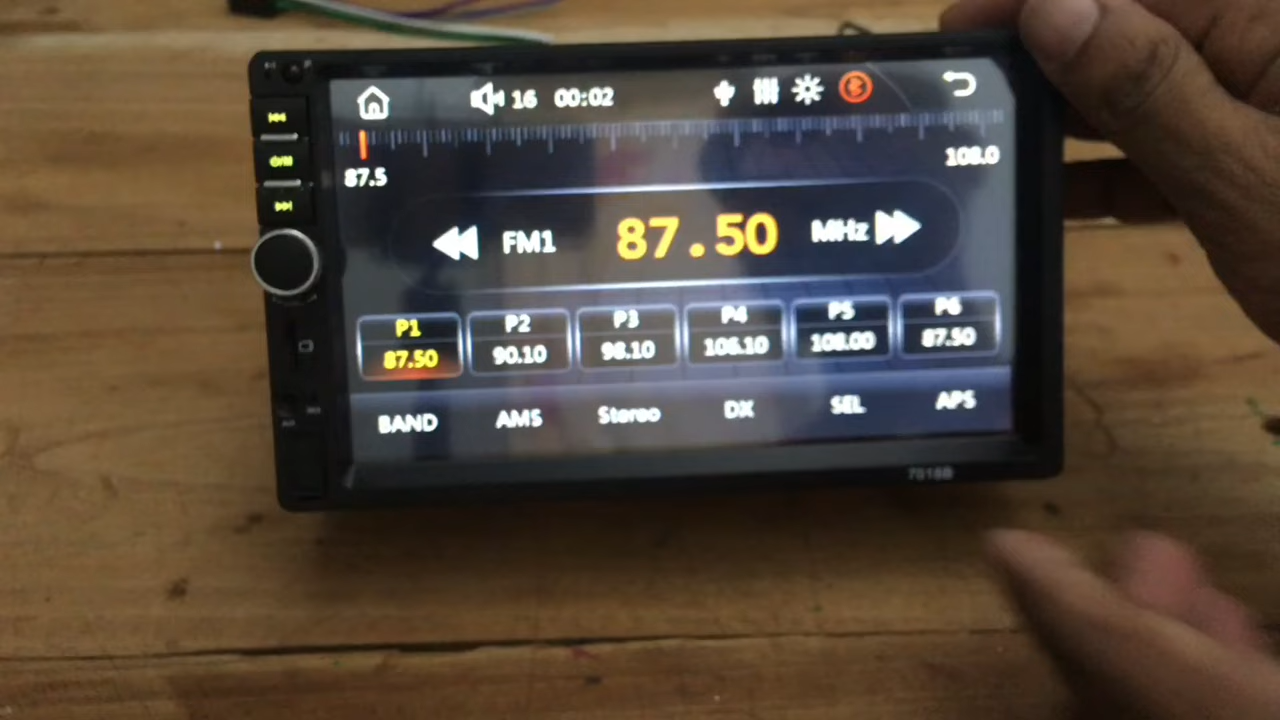 16 00:02
87.5 108.0
FM1 87.50 MHz
P1 P2 P3 P4 P5 P6
87.50 90.10 98.10 106.10 108.00 87.50
BAND AMS Stereo DX SEL APS
7018B